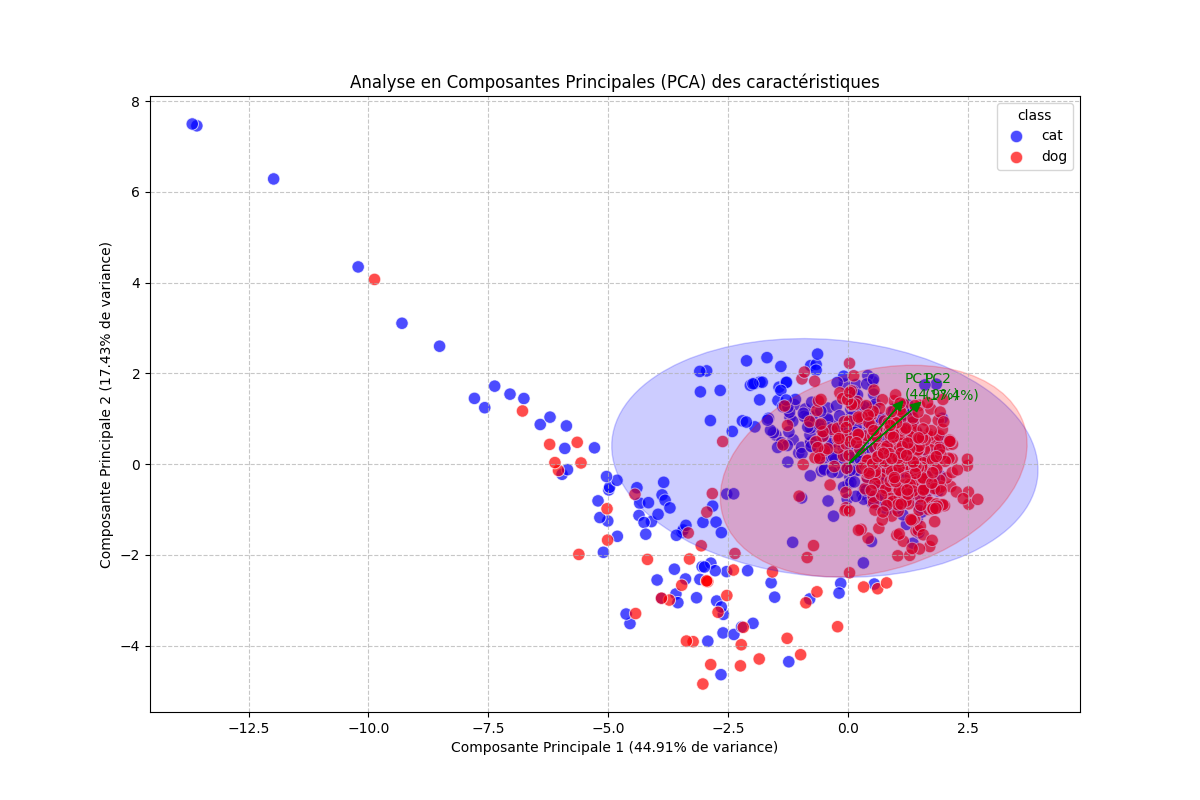 Analyse en Composantes Principales (PCA) des caractéristiques
class
cat
dog
8
6
4
2
0
−2
−4
Composante Principale 2 (17.43% de variance)
PC1
PC2
−12.5
−10.0
−7.5
−5.0
−2.5
0.0
2.5
Composante Principale 1 (44.91% de variance)